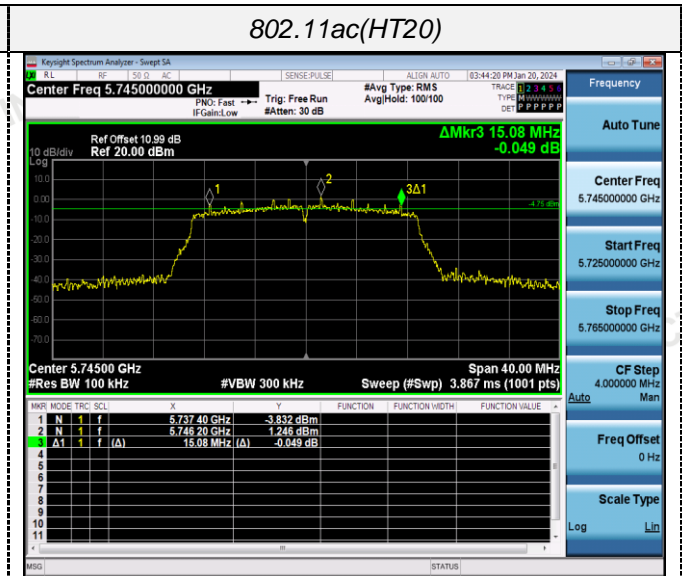 802.11ac(HT20)
Keysight Spectrum Analyzer - Swept SA
RL RF 50 Ω AC SENSE:PULSE ALIGN AUTO 03:44:20 PM Jan 20, 2024
Center Freq 5.745000000 GHz #Avg Type: RMS TRACE 1 2 3 4 5 6
PNO: Fast Trig: Free Run Avg|Hold: 100/100 TYPE M WWWWW
IFGain:Low #Atten: 30 dB DET P P P P P P
Ref Offset 10.99 dB ΔMkr3 15.08 MHz
10 dB/div Ref 20.00 dBm -0.049 dB
Log
10.0
0.00
-10.0
-20.0
-30.0
-40.0
-50.0
-60.0
-70.0
1
2
3Δ1
-4.75 dBm
Center 5.74500 GHz Span 40.00 MHz
#Res BW 100 kHz #VBW 300 kHz Sweep (#Swp) 3.867 ms (1001 pts)
MKR MODE TRC SCL X Y FUNCTION FUNCTION WIDTH FUNCTION VALUE
1 N 1 f 5.737 40 GHz -3.832 dBm
2 N 1 f 5.746 20 GHz 1.246 dBm
3 Δ1 1 f (Δ) 15.08 MHz (Δ) -0.049 dB
4
5
6
7
8
9
10
11
MSG STATUS
Frequency
Auto Tune
Center Freq
5.745000000 GHz
Start Freq
5.725000000 GHz
Stop Freq
5.765000000 GHz
CF Step
4.000000 MHz
Auto Man
Freq Offset
0 Hz
Scale Type
Log Lin